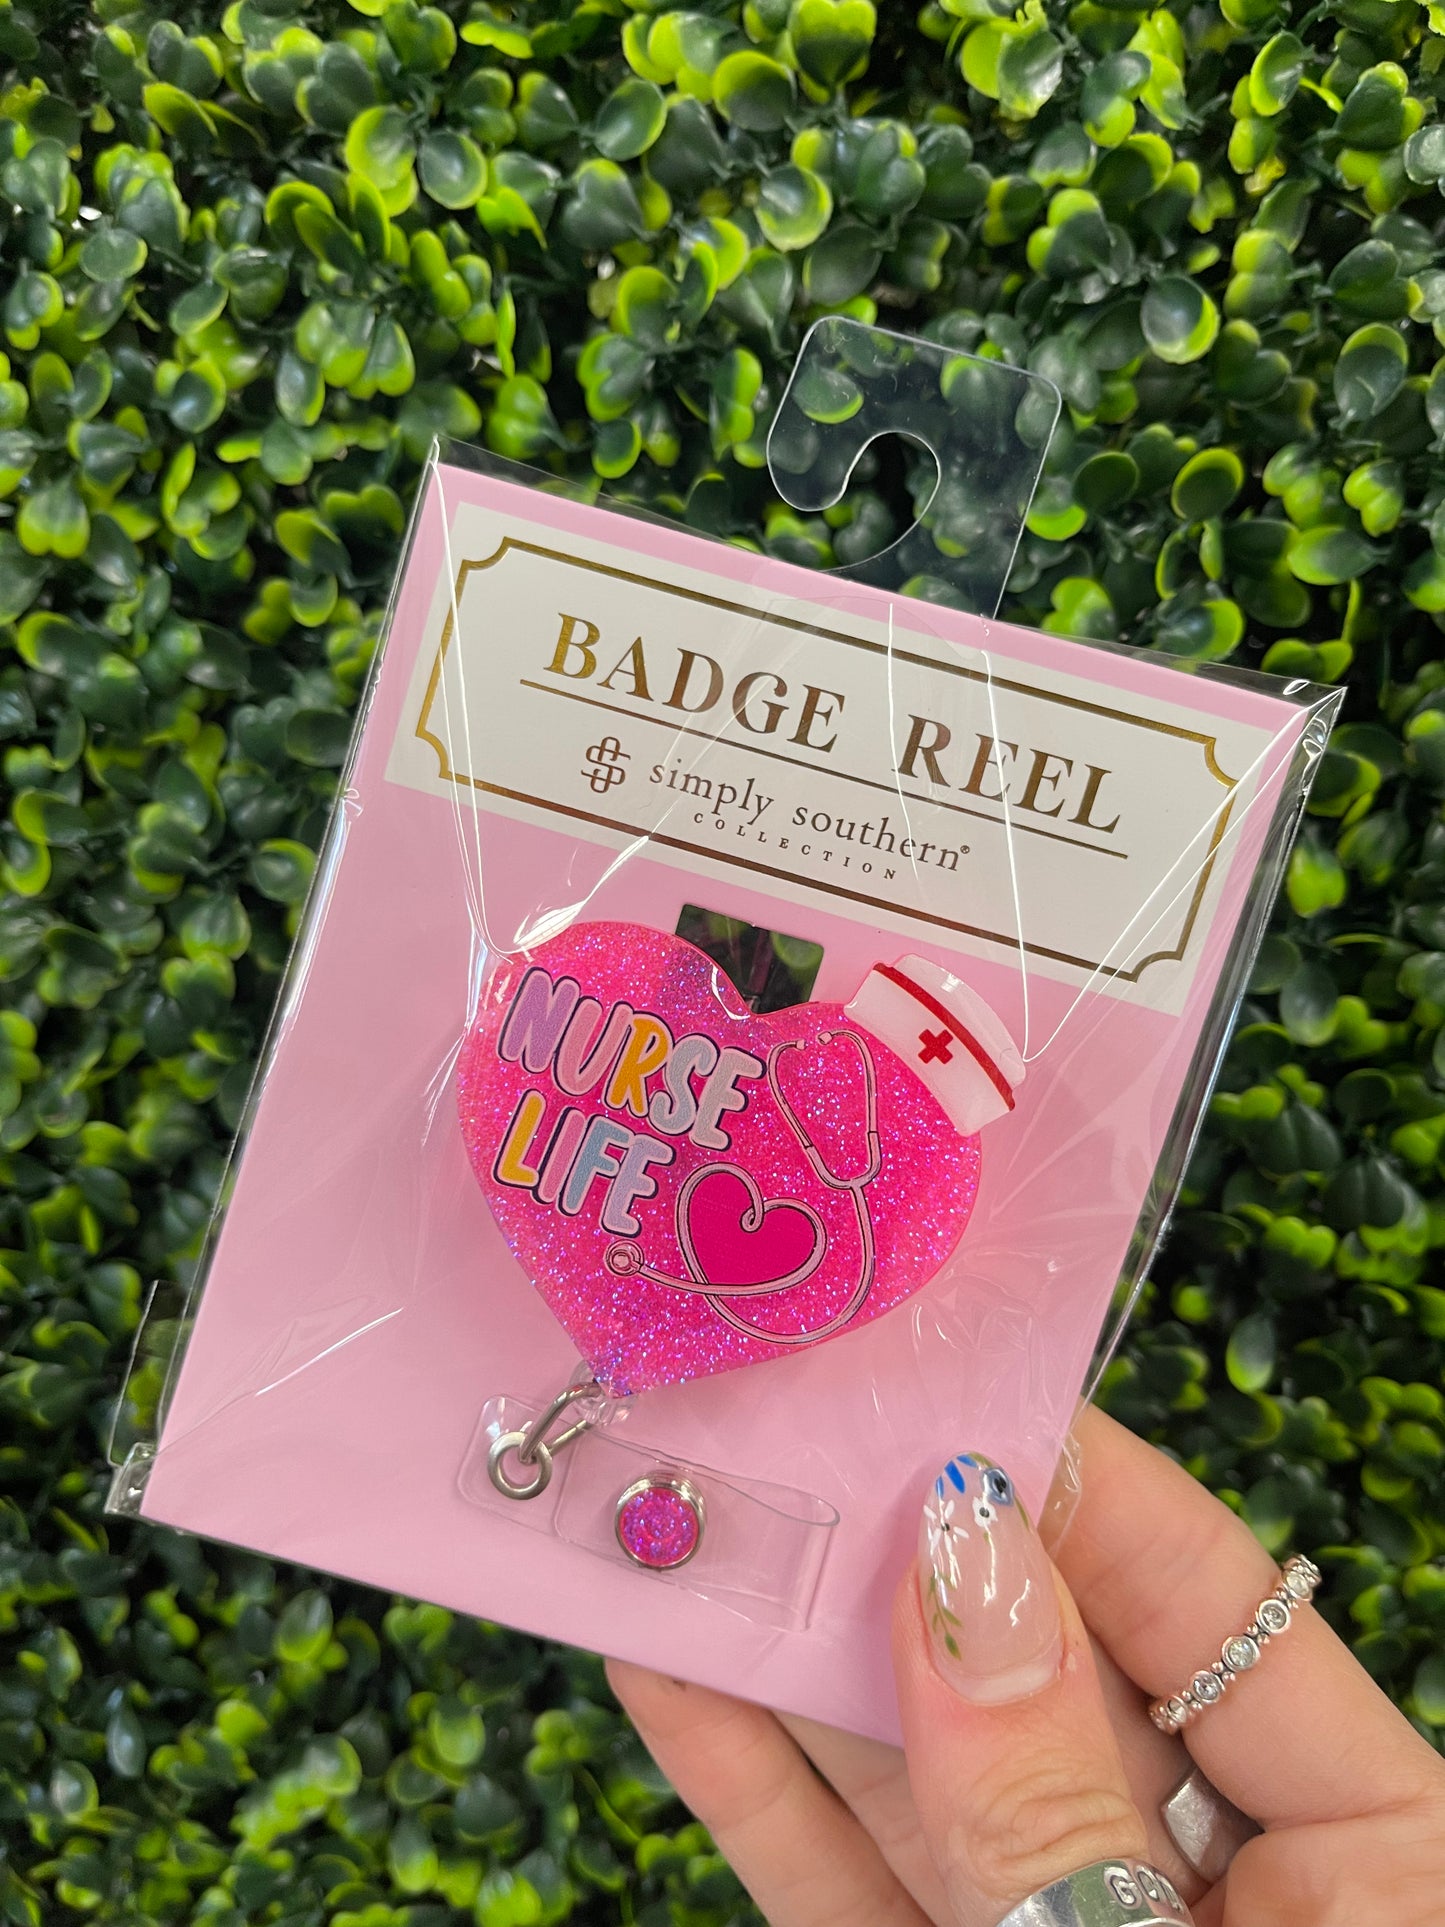 BADGE REEL
simply southern®
COLLECTION
NURSE
LIFE